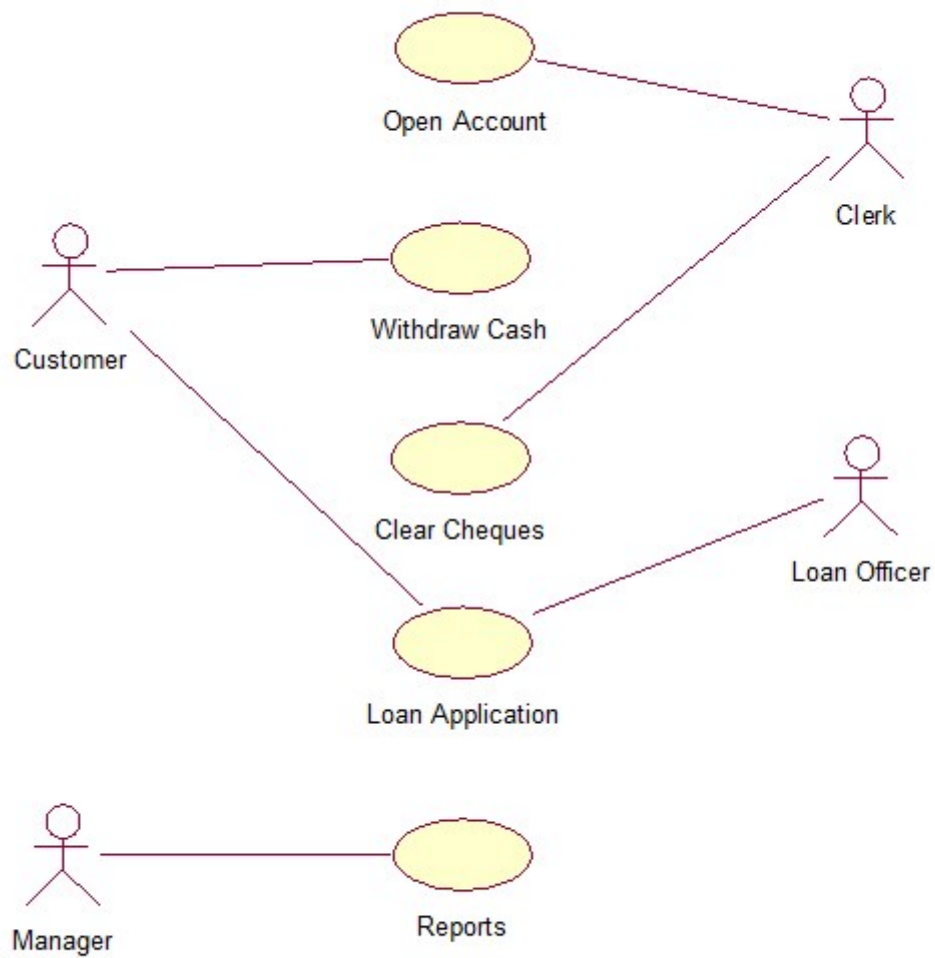 Open Account
Clerk
Customer
Withdraw Cash
Clear Cheques
Loan Officer
Loan Application
Manager
Reports